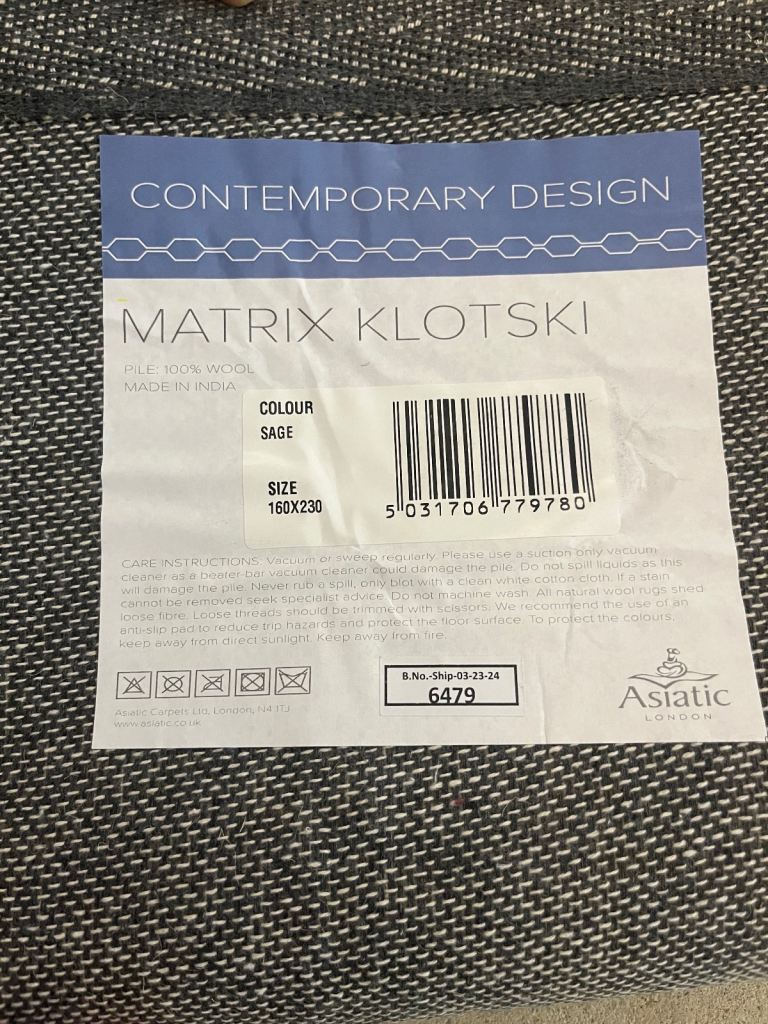 CONTEMPORARY DESIGN
MATRIX KLOTSKI
PILE: 100% WOOL
MADE IN INDIA
COLOUR
SAGE
SIZE
160X230
5 031706 779780
CARE INSTRUCTIONS: Vacuum or sweep regularly. Please use a suction only vacuum
cleaner as a beater-bar vacuum cleaner could damage the pile. Do not spill liquids as this
will damage the pile. Never rub a spill, only blot with a clean white cotton cloth. If a stain
cannot be removed seek specialist advice. Do not machine wash. All natural wool rugs shed
loose fibre. Loose threads should be trimmed with scissors. We recommend the use of an
anti-slip pad to reduce trip hazards and protect the floor surface. To protect the colours,
keep away from direct sunlight. Keep away from fire.
B.No.-Ship-03-23-24
6479
Asiatic
LONDON
Asiatic Carpets Ltd, London, N4 1TJ
www.asiatic.co.uk